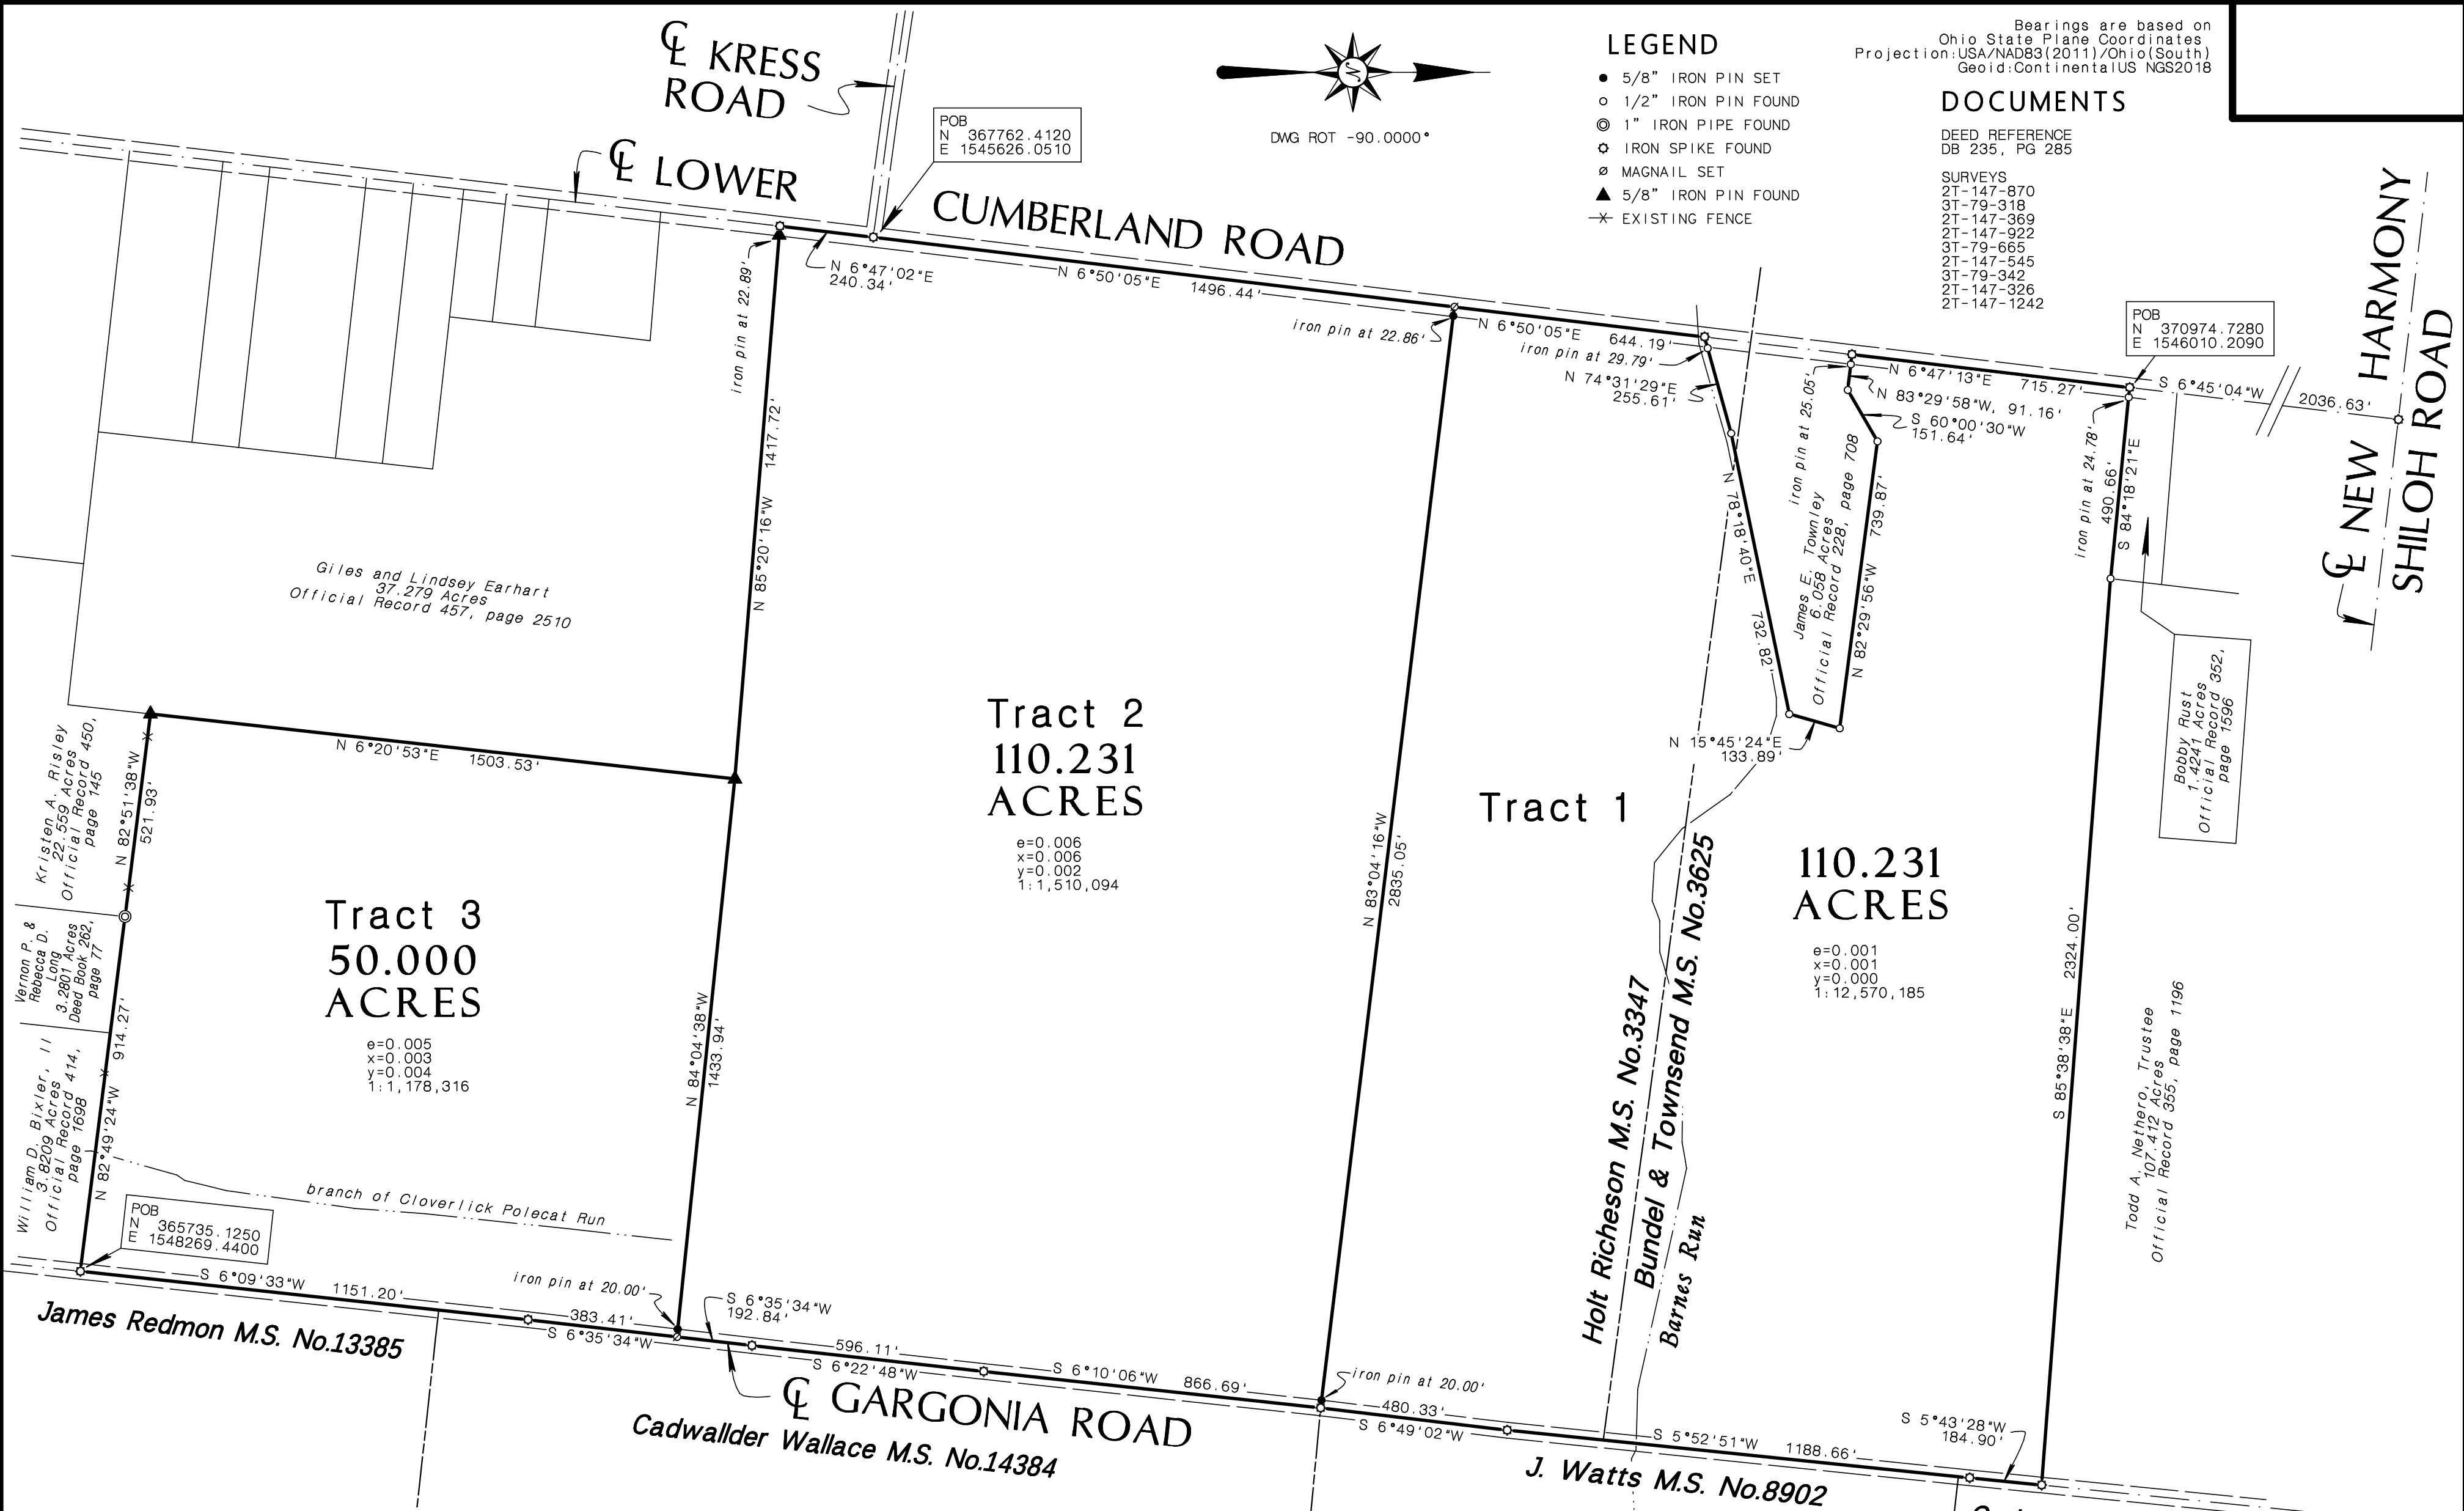 ℄ KRESS
ROAD
℄ LOWER
CUMBERLAND ROAD
POB
N 367762.4120
E 1545626.0510
N
DWG ROT -90.0000°
LEGEND
5/8" IRON PIN SET
1/2" IRON PIN FOUND
1" IRON PIPE FOUND
IRON SPIKE FOUND
MAGNAIL SET
5/8" IRON PIN FOUND
EXISTING FENCE
Bearings are based on
Ohio State Plane Coordinates
Projection:USA/NAD83(2011)/Ohio(South)
Geoid:ContinentalUS NGS2018
DOCUMENTS
DEED REFERENCE
DB 235, PG 285
SURVEYS
2T-147-870
3T-79-318
2T-147-369
2T-147-922
3T-79-665
2T-147-545
3T-79-342
2T-147-326
2T-147-1242
℄ NEW HARMONY
SHILOH ROAD
POB
N 370974.7280
E 1546010.2090
iron pin at 22.89'
N 6°47'02"E
240.34'
N 6°50'05"E 1496.44'
iron pin at 22.86'
N 6°50'05"E 644.19'
iron pin at 29.79'
N 74°31'29"E
255.61'
iron pin at 25.05'
N 6°47'13"E 715.27'
N 83°29'58"W, 91.16'
S 60°00'30"W
151.64'
S 6°45'04"W 2036.63'
iron pin at 24.78'
490.66'
S 84°18'21"E
N 85°20'16"W 1417.72'
N 78°18'40"E 732.82'
James E. Townley
6.058 Acres
Official Record 228, page 708
N 82°29'56"W 739.87'
N 15°45'24"E
133.89'
Giles and Lindsey Earhart
37.279 Acres
Official Record 457, page 2510
N 6°20'53"E 1503.53'
Bobby Rust
1.4241 Acres
Official Record 352,
page 1596
Kristen A. Risley
22.559 Acres
Official Record 450,
page 145
N 82°51'38"W
521.93'
Tract 2
110.231
ACRES
e=0.006
x=0.006
y=0.002
1:1,510,094
Tract 1
110.231
ACRES
e=0.001
x=0.001
y=0.000
1:12,570,185
N 83°04'16"W
2835.05'
Tract 3
50.000
ACRES
e=0.005
x=0.003
y=0.004
1:1,178,316
Vernon P. &
Rebecca D.
Long
3.2801 Acres
Deed Book 262,
page 77
William D. Bixler, II
3.8209 Acres
Official Record 414,
page 1698
N 82°49'24"W 914.27'
N 84°04'38"W
1433.94'
Holt Richeson M.S. No.3347
Bundel & Townsend M.S. No.3625
Barnes Run
S 85°38'38"E 2324.00'
Todd A. Nethero, Trustee
107.412 Acres
Official Record 355, page 1196
branch of Cloverlick Polecat Run
POB
N 365735.1250
E 1548269.4400
S 6°09'33"W 1151.20'
iron pin at 20.00'
383.41'
S 6°35'34"W
S 6°35'34"W
192.84'
596.11'
S 6°22'48"W
S 6°10'06"W 866.69'
iron pin at 20.00'
480.33'
S 6°49'02"W
S 5°52'51"W 1188.66'
S 5°43'28"W
184.90'
James Redmon M.S. No.13385
℄ GARGONIA ROAD
Cadwallder Wallace M.S. No.14384
J. Watts M.S. No.8902